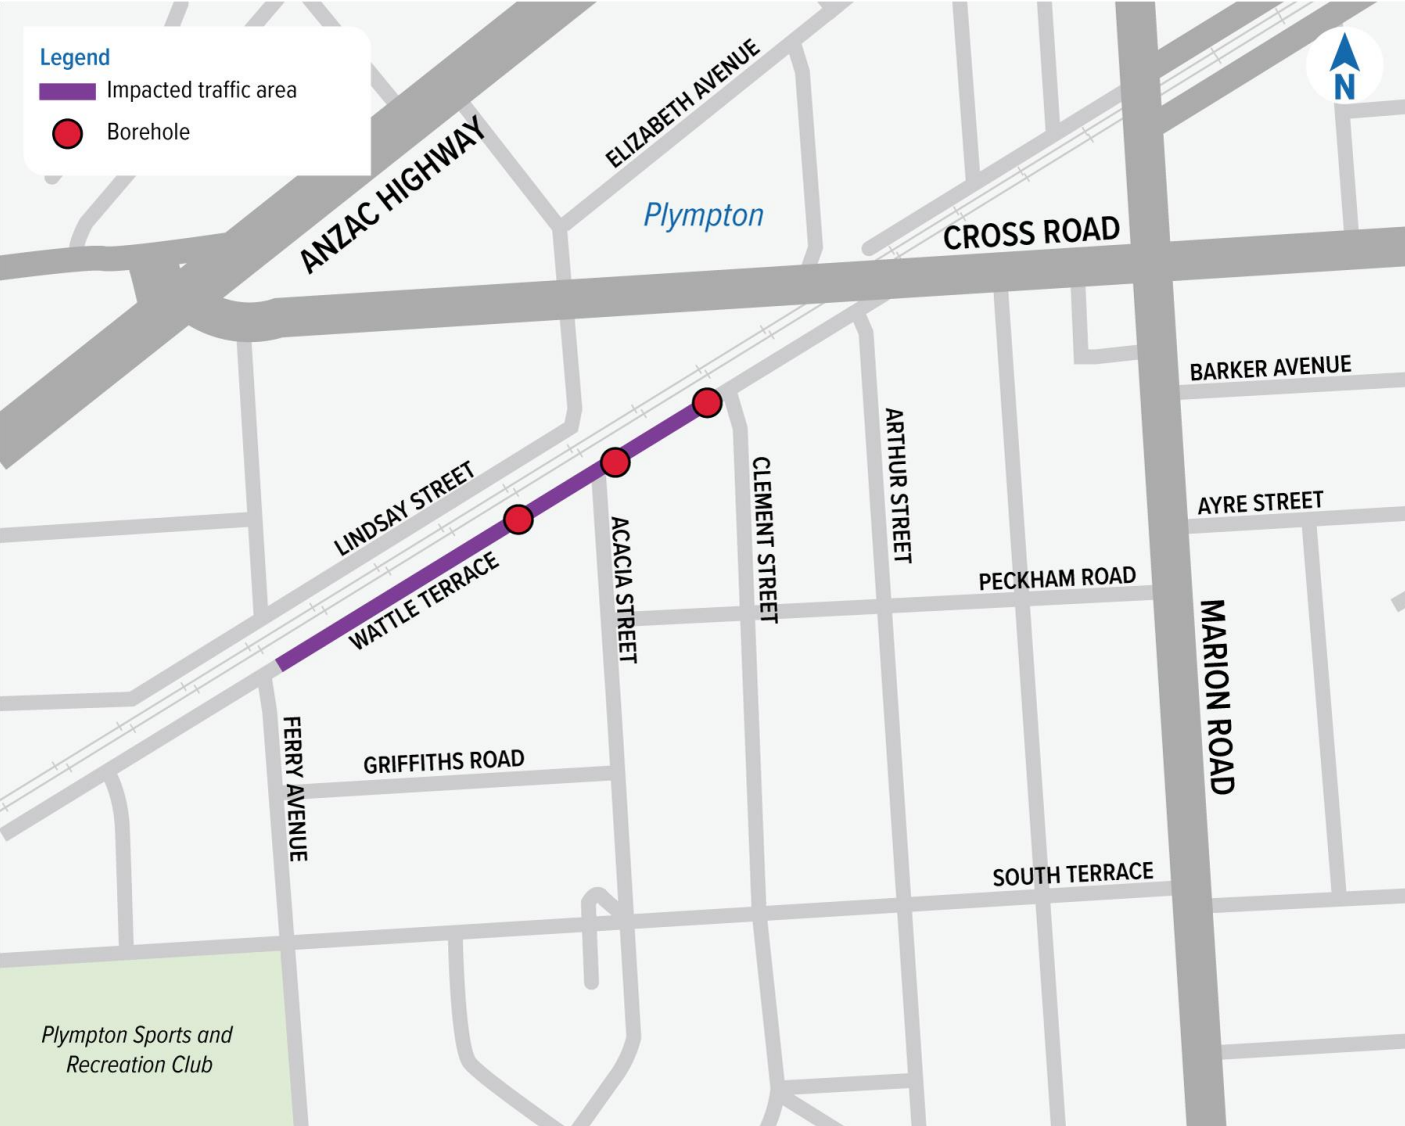 Legend
Impacted traffic area
Borehole
N
ANZAC HIGHWAY
ELIZABETH AVENUE
Plympton
CROSS ROAD
BARKER AVENUE
LINDSAY STREET
WATTLE TERRACE
ACACIA STREET
CLEMENT STREET
ARTHUR STREET
AYRE STREET
PECKHAM ROAD
MARION ROAD
FERRY AVENUE
GRIFFITHS ROAD
SOUTH TERRACE
Plympton Sports and
Recreation Club